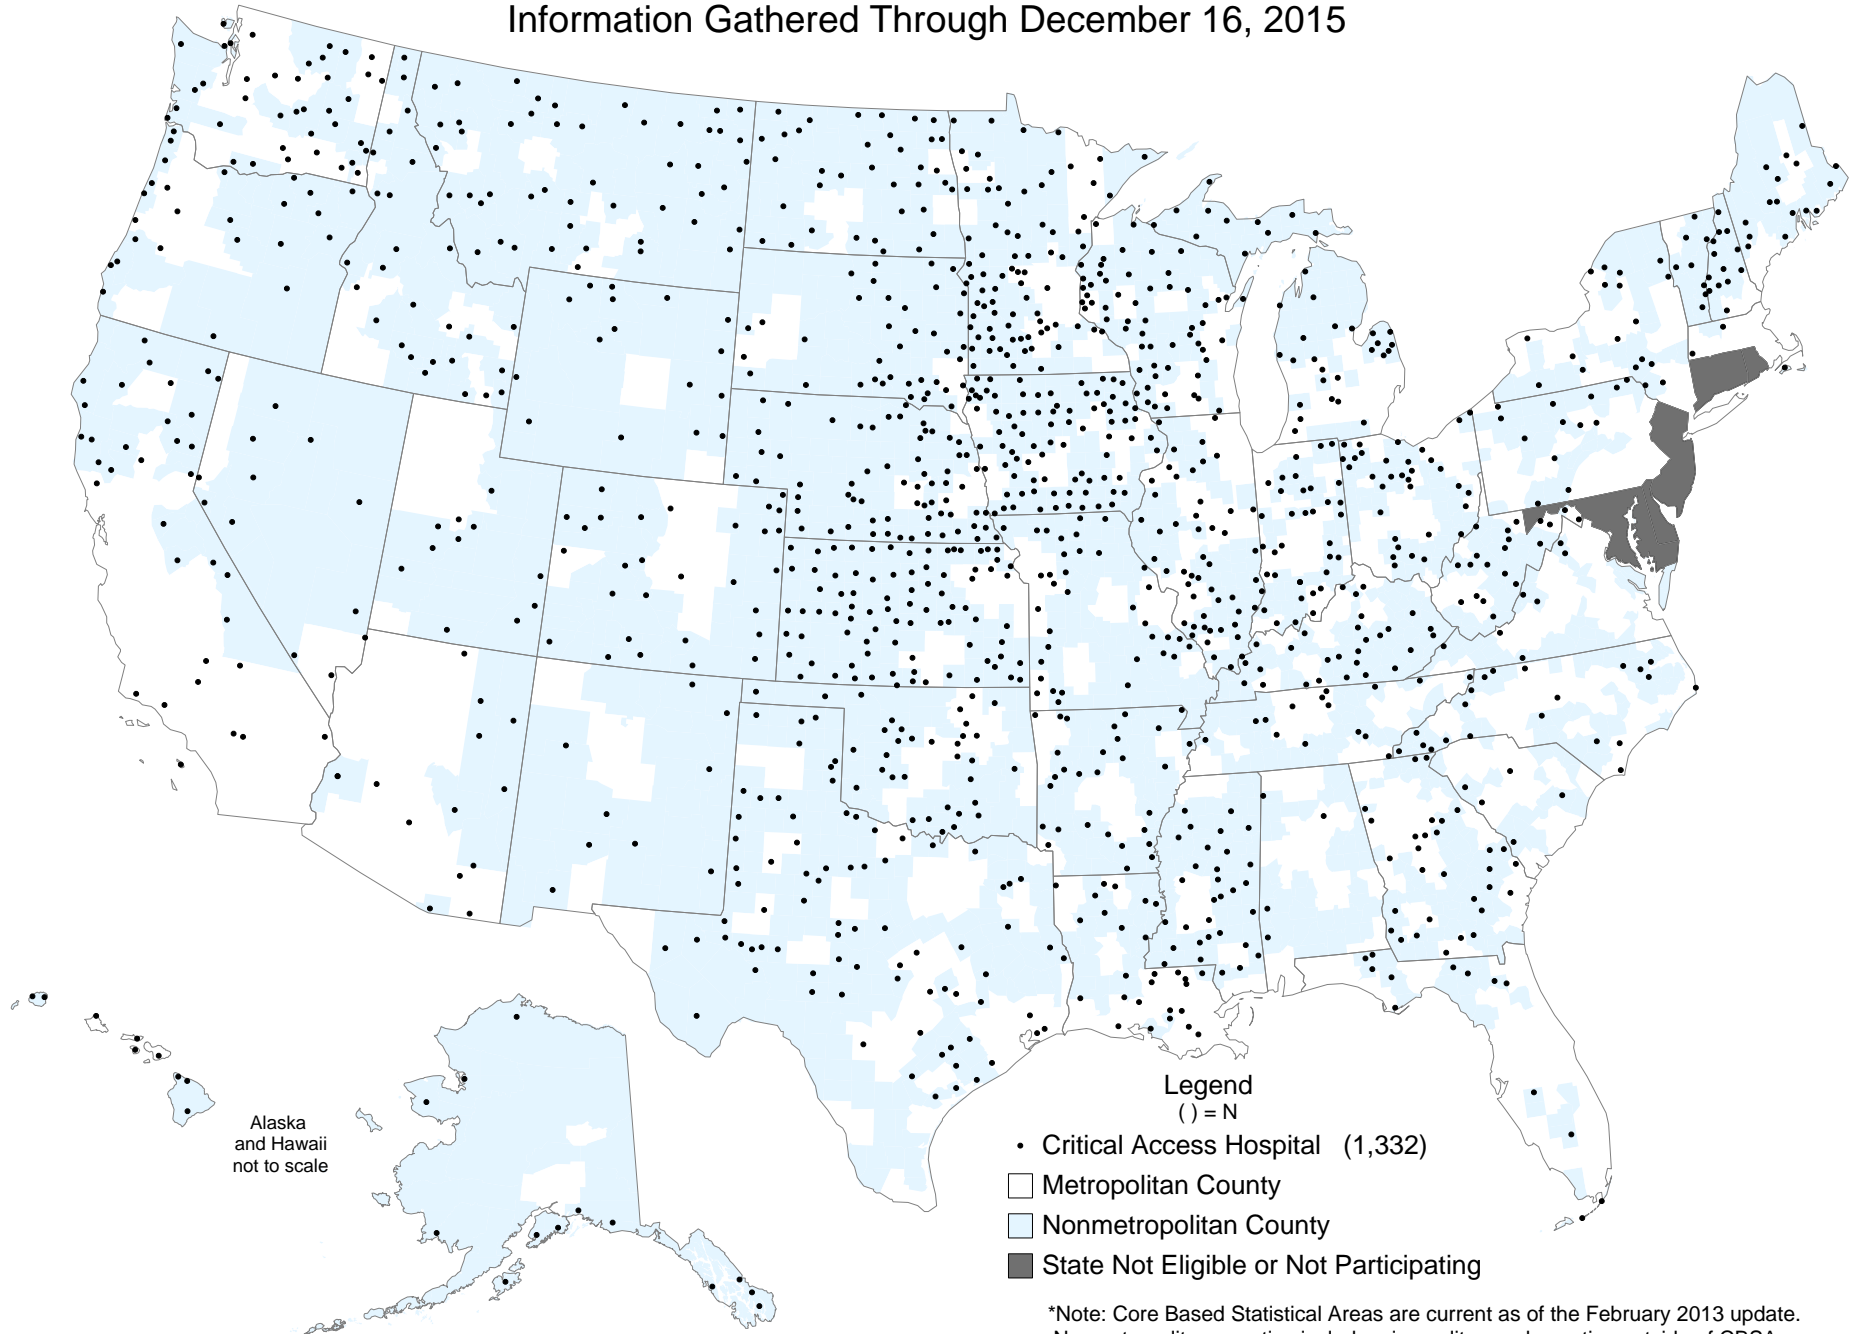 Information Gathered Through December 16, 2015
Alaska
and Hawaii
not to scale
Legend
( ) = N
Critical Access Hospital (1,332)
Metropolitan County
Nonmetropolitan County
State Not Eligible or Not Participating
*Note: Core Based Statistical Areas are current as of the February 2013 update.